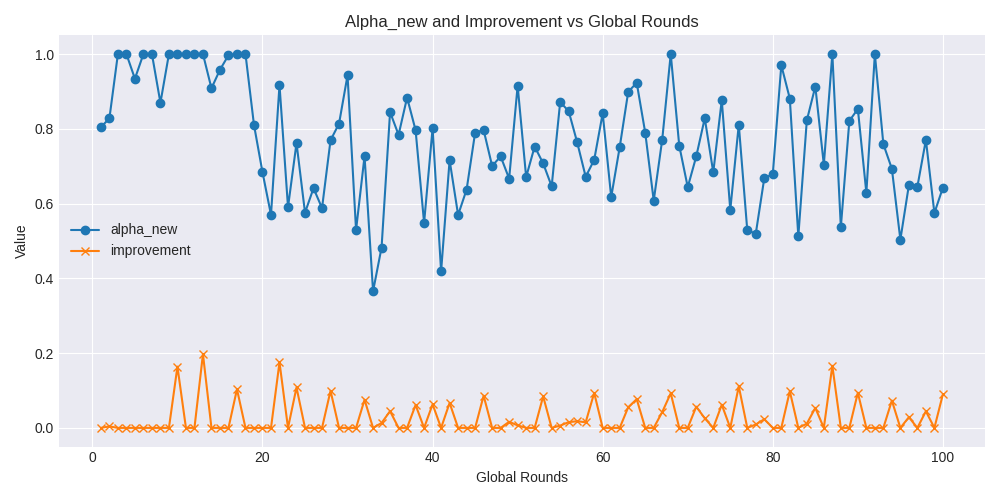 Alpha_new and Improvement vs Global Rounds
Value
1.0
0.8
0.6
0.4
0.2
0.0
alpha_new
improvement
0 20 40 60 80 100
Global Rounds